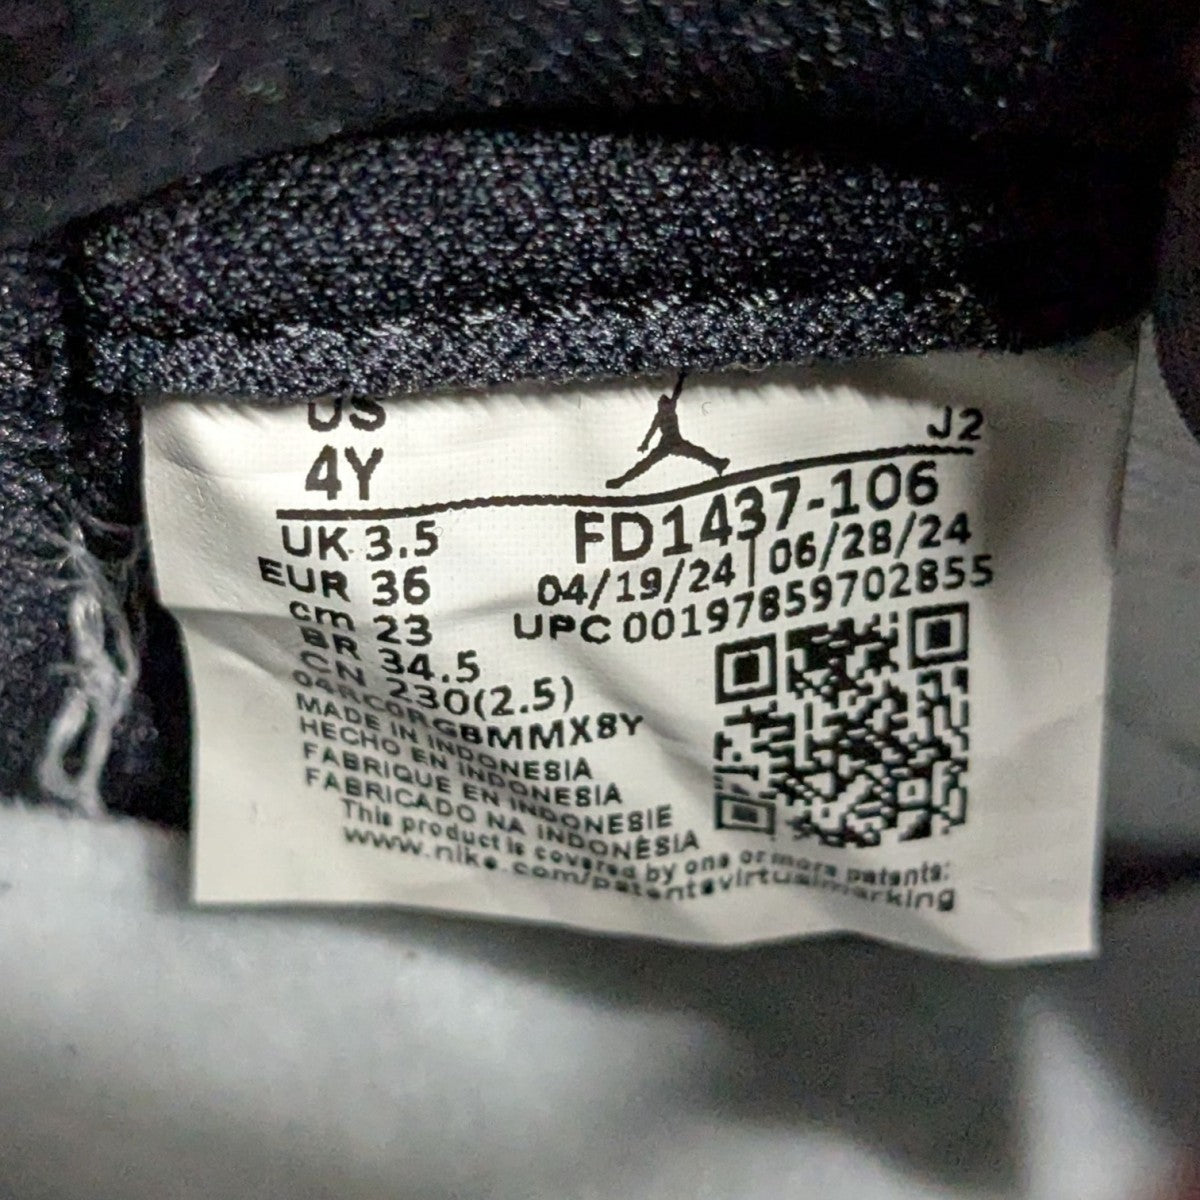 US
4Y
J2
UK 3.5
EUR 36
cm 23
BR 34.5
CN 230(2.5)
FD1437-106
04/19/24 | 06/28/24
UPC 00197859702855
04RCORGBMMX8Y
MADE IN INDONESIA
HECHO EN INDONESIA
FABRIQUE EN INDONESIE
FABRICADO NA INDONÈSIA
This product is covered by one or more patents:
www.nike.com/patentsvirtualmarking